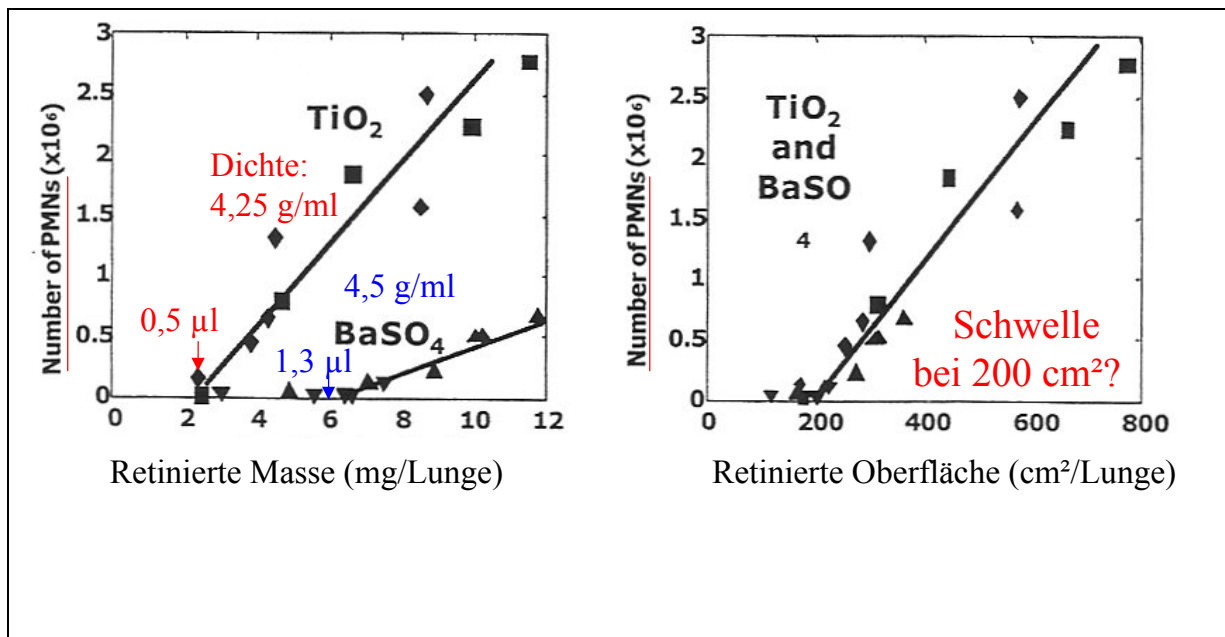 Number of PMNs (x10⁶)
3
2.5
2
1.5
1
0.5
0
TiO₂
Dichte:
4,25 g/ml
4,5 g/ml
0,5 µl
BaSO₄
1,3 µl
0 2 4 6 8 10 12
Retinierte Masse (mg/Lunge)
Number of PMNs (x10⁶)
3
2.5
2
1.5
1
0.5
0
TiO₂
and
BaSO
4
Schwelle
bei 200 cm²?
0 200 400 600 800
Retinierte Oberfläche (cm²/Lunge)